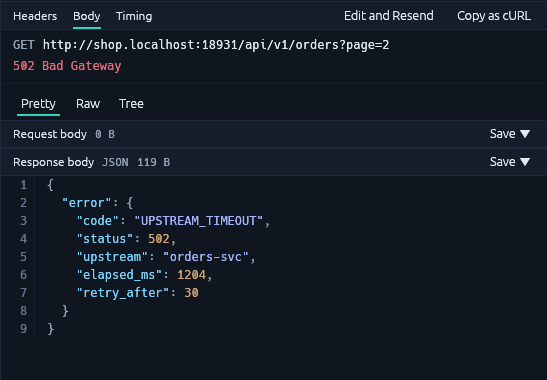 Headers Body Timing Edit and Resend Copy as cURL
GET http://shop.localhost:18931/api/v1/orders?page=2
502 Bad Gateway
Pretty Raw Tree
Request body 0 B Save ▼
Response body JSON 119 B Save ▼
1 {
2   "error": {
3     "code": "UPSTREAM_TIMEOUT",
4     "status": 502,
5     "upstream": "orders-svc",
6     "elapsed_ms": 1204,
7     "retry_after": 30
8   }
9 }